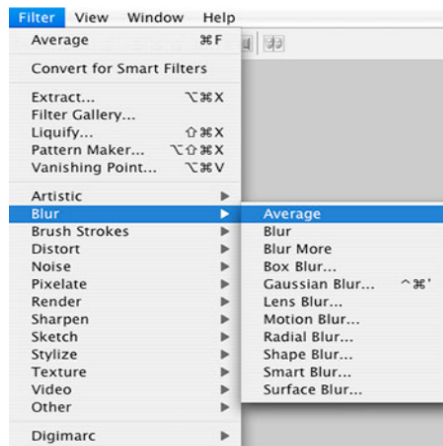 Filter View Window Help
Average ⌘F
Convert for Smart Filters
Extract... ⌥⌘X
Filter Gallery...
Liquify... ⇧⌘X
Pattern Maker... ⌥⇧⌘X
Vanishing Point... ⌥⌘V
Artistic
Blur
Brush Strokes
Distort
Noise
Pixelate
Render
Sharpen
Sketch
Stylize
Texture
Video
Other
Digimarc
Average
Blur
Blur More
Box Blur...
Gaussian Blur... ^⌘'
Lens Blur...
Motion Blur...
Radial Blur...
Shape Blur...
Smart Blur...
Surface Blur...